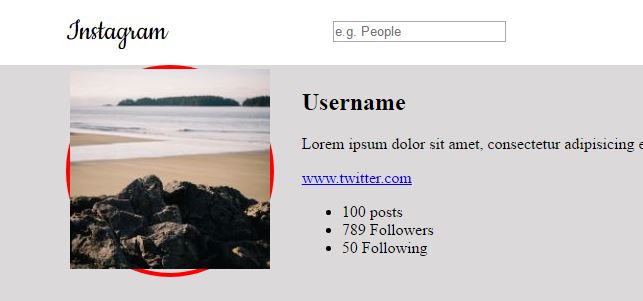 Instagram
e.g. People
Username
Lorem ipsum dolor sit amet, consectetur adipisicing e
www.twitter.com
100 posts
789 Followers
50 Following